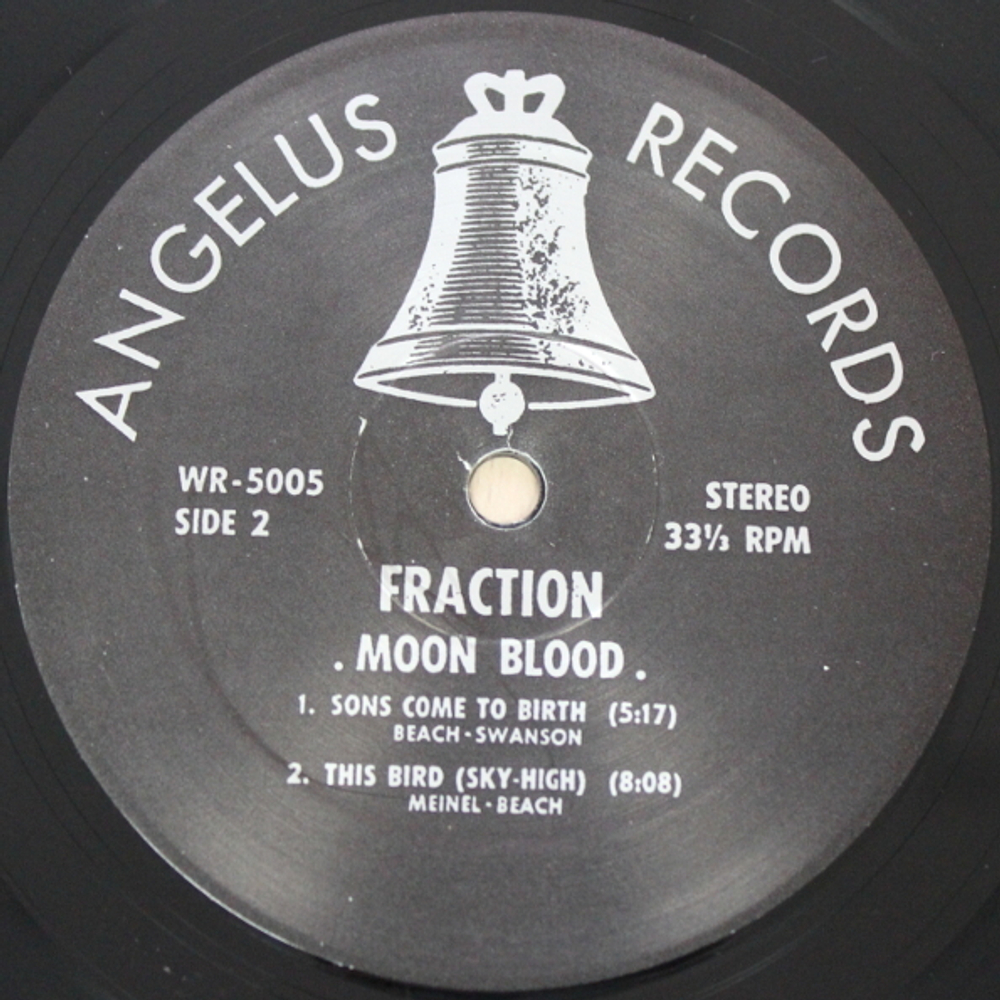 ANGELUS RECORDS
WR-5005
SIDE 2
STEREO
33⅓ RPM
FRACTION
. MOON BLOOD .
1. SONS COME TO BIRTH (5:17)
BEACH-SWANSON
2. THIS BIRD (SKY-HIGH) (8:08)
MEINEL-BEACH